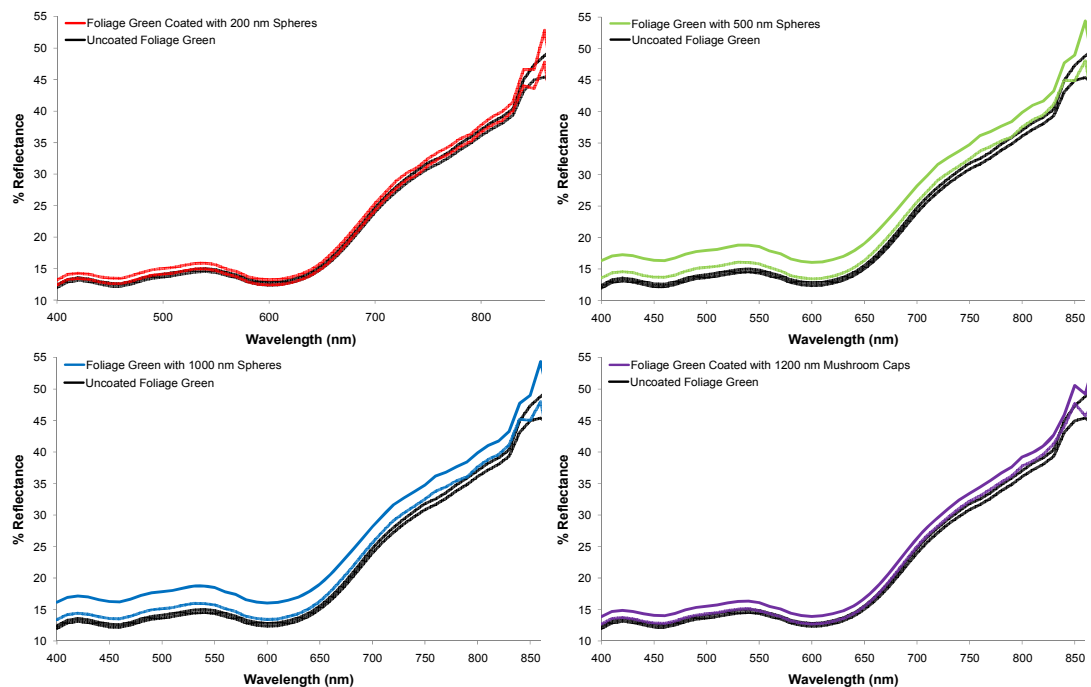 Foliage Green Coated with 200 nm Spheres
Uncoated Foliage Green
% Reflectance
55
50
45
40
35
30
25
20
15
10
400 500 600 700 800
Wavelength (nm)
Foliage Green with 500 nm Spheres
Uncoated Foliage Green
% Reflectance
55
50
45
40
35
30
25
20
15
10
400 450 500 550 600 650 700 750 800 850
Wavelength (nm)
Foliage Green with 1000 nm Spheres
Uncoated Foliage Green
% Reflectance
55
50
45
40
35
30
25
20
15
10
400 450 500 550 600 650 700 750 800 850
Wavelength (nm)
Foliage Green Coated with 1200 nm Mushroom Caps
Uncoated Foliage Green
% Reflectance
55
50
45
40
35
30
25
20
15
10
400 450 500 550 600 650 700 750 800 850
Wavelength (nm)